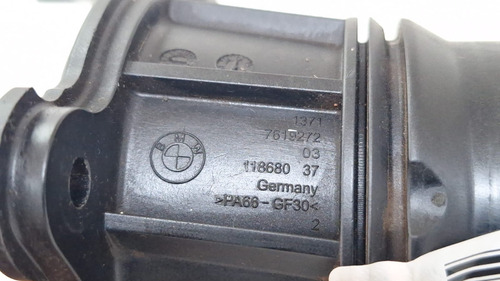 BMW
1371
7619272
03
118680 37
Germany
>PA66-GF30<
2